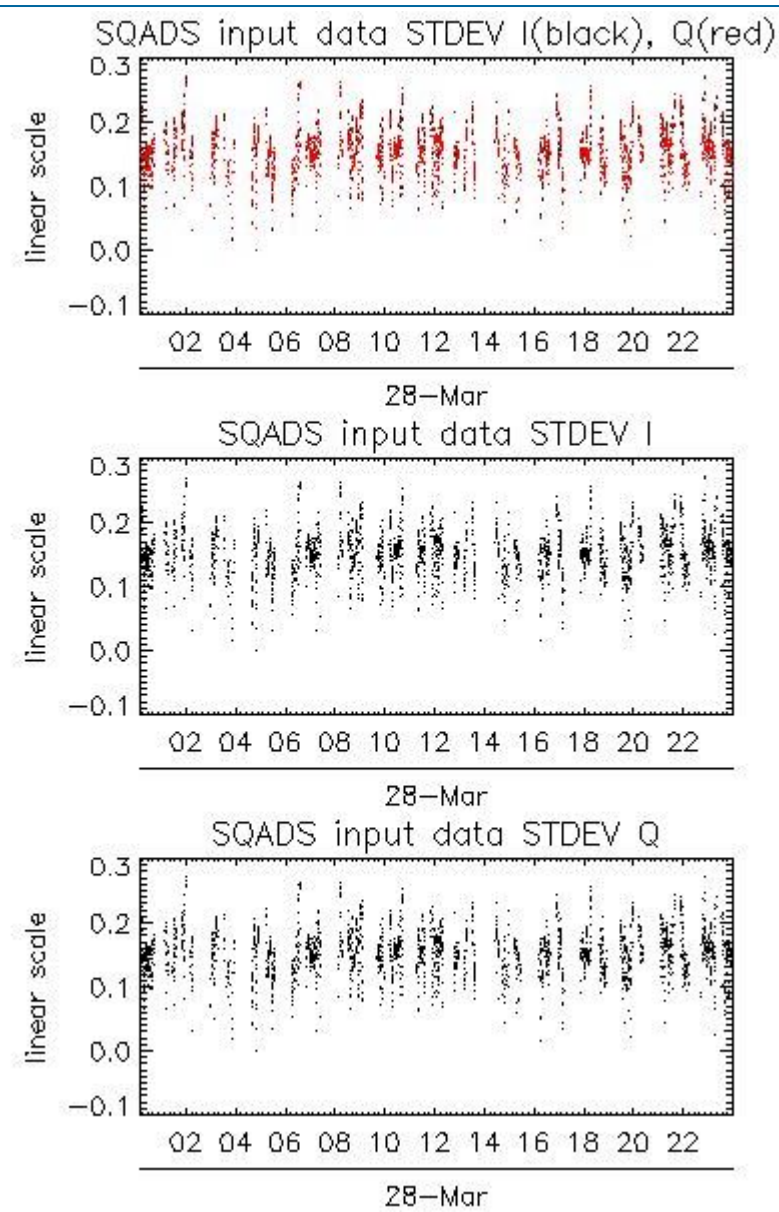 SQADS input data STDEV I(black), Q(red)
0.3
0.2
0.1
0.0
−0.1
linear scale
02 04 06 08 10 12 14 16 18 20 22
28−Mar
SQADS input data STDEV I
0.3
0.2
0.1
0.0
−0.1
linear scale
02 04 06 08 10 12 14 16 18 20 22
28−Mar
SQADS input data STDEV Q
0.3
0.2
0.1
0.0
−0.1
linear scale
02 04 06 08 10 12 14 16 18 20 22
28−Mar